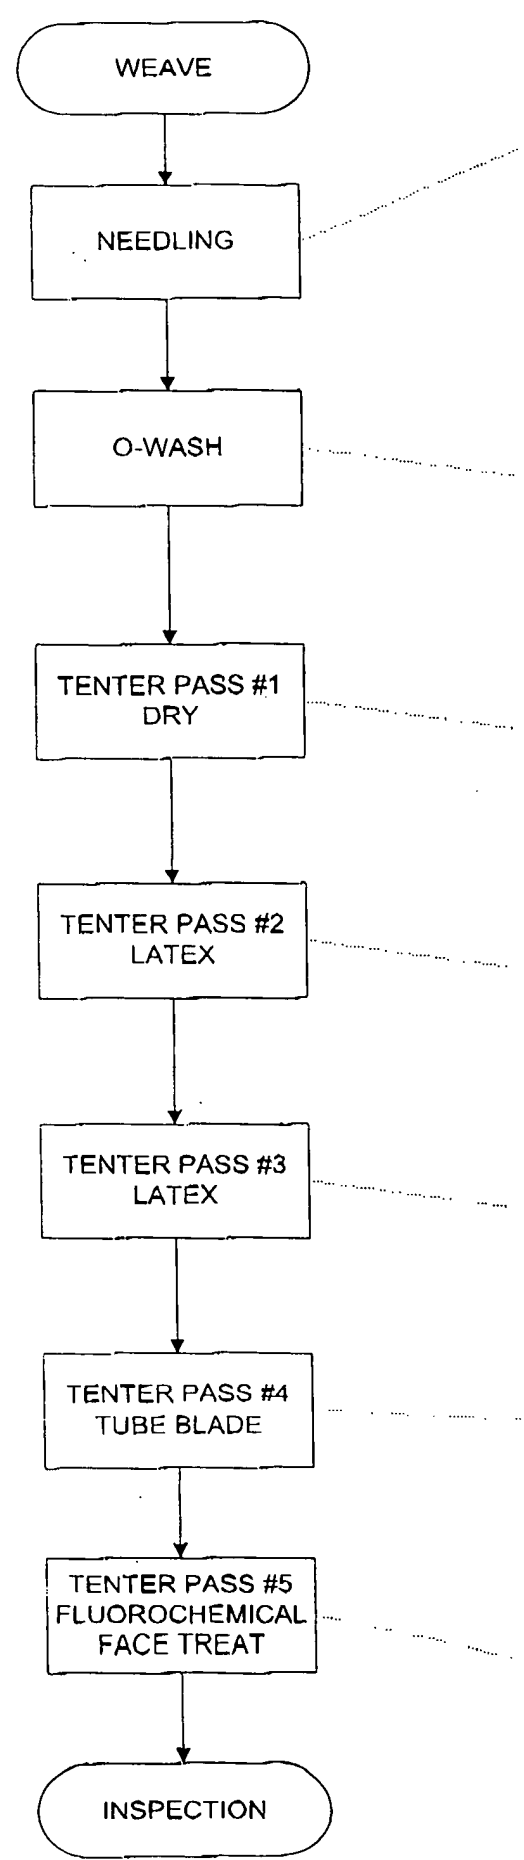 WEAVE
NEEDLING
O-WASH
TENTER PASS #1
DRY
TENTER PASS #2
LATEX
TENTER PASS #3
LATEX
TENTER PASS #4
TUBE BLADE
TENTER PASS #5
FLUOROCHEMICAL
FACE TREAT
INSPECTION